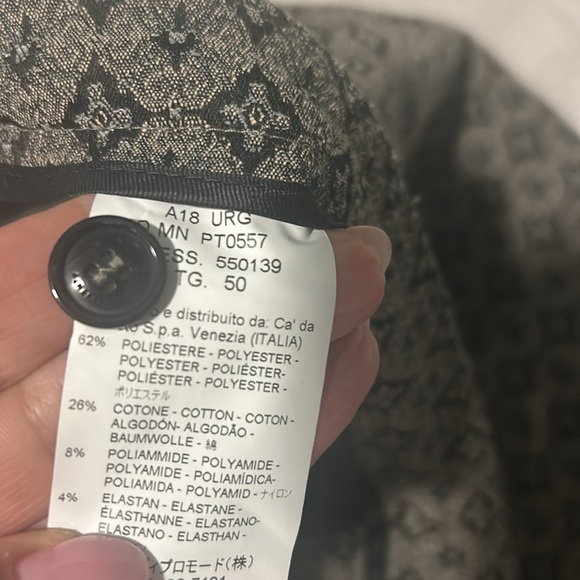 A18 URG
MN PT0557
ESS. 550139
TG. 50
e distribuito da: Ca' da
S.p.a. Venezia (ITALIA)
62% POLIESTERE - POLYESTER -
POLYESTER - POLIÉSTER-
POLIÉSTER - POLYESTER -
ポリエステル
26% COTONE - COTTON - COTON -
ALGODÓN- ALGODÃO -
BAUMWOLLE - 綿
8% POLIAMMIDE - POLYAMIDE -
POLYAMIDE - POLIAMÍDICA-
POLIAMIDA - POLYAMID - ナイロン
4% ELASTAN - ELASTANE -
ÉLASTHANNE - ELASTANO-
ELASTANO - ELASTHAN -
イプロモード(株)